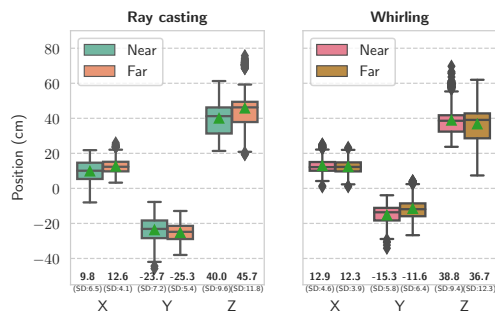 Ray casting
Whirling
Position (cm)
80
60
40
20
0
−20
−40
Near
Far
Near
Far
9.8 12.6 -23.7 -25.3 40.0 45.7
(SD:6.5)(SD:4.1) (SD:7.2)(SD:5.4) (SD:9.6)(SD:11.8)
X Y Z
12.9 12.3 -15.3 -11.6 38.8 36.7
(SD:4.6)(SD:3.9) (SD:5.8)(SD:6.4) (SD:9.4)(SD:12.3)
X Y Z